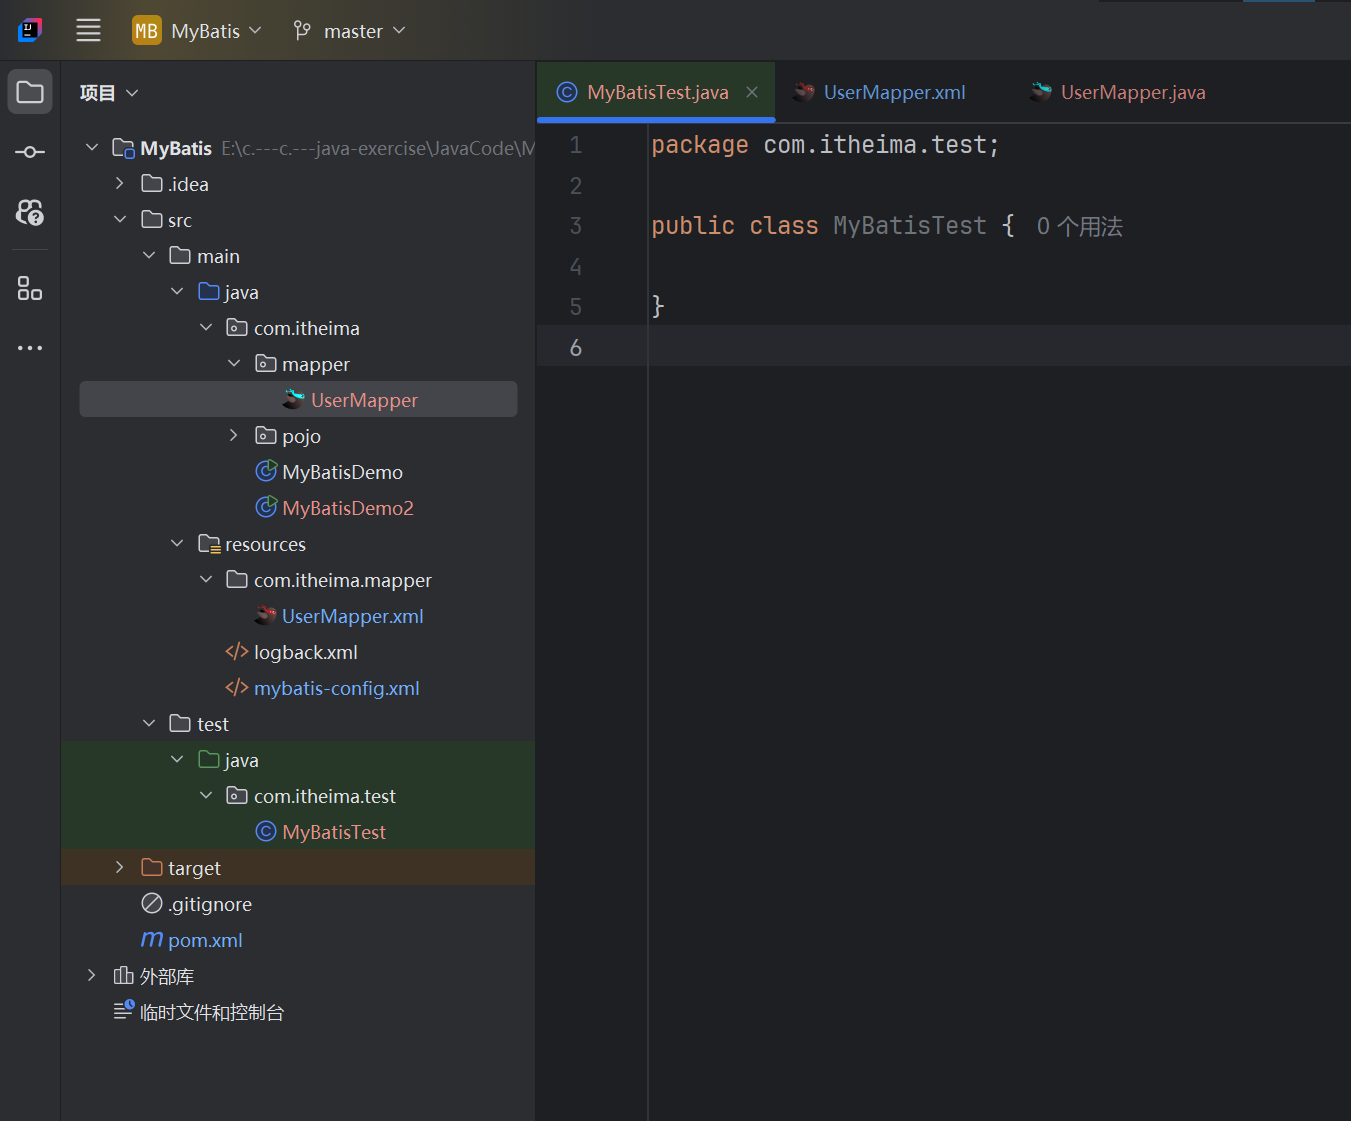 MB MyBatis master
项目
MyBatisTest.java UserMapper.xml UserMapper.java
MyBatis E:\c.---c.---java-exercise\JavaCode\M
.idea
src
main
java
com.itheima
mapper
UserMapper
pojo
MyBatisDemo
MyBatisDemo2
resources
com.itheima.mapper
UserMapper.xml
logback.xml
mybatis-config.xml
test
java
com.itheima.test
MyBatisTest
target
.gitignore
pom.xml
外部库
临时文件和控制台
1 package com.itheima.test;
2
3 public class MyBatisTest { 0 个用法
4
5 }
6